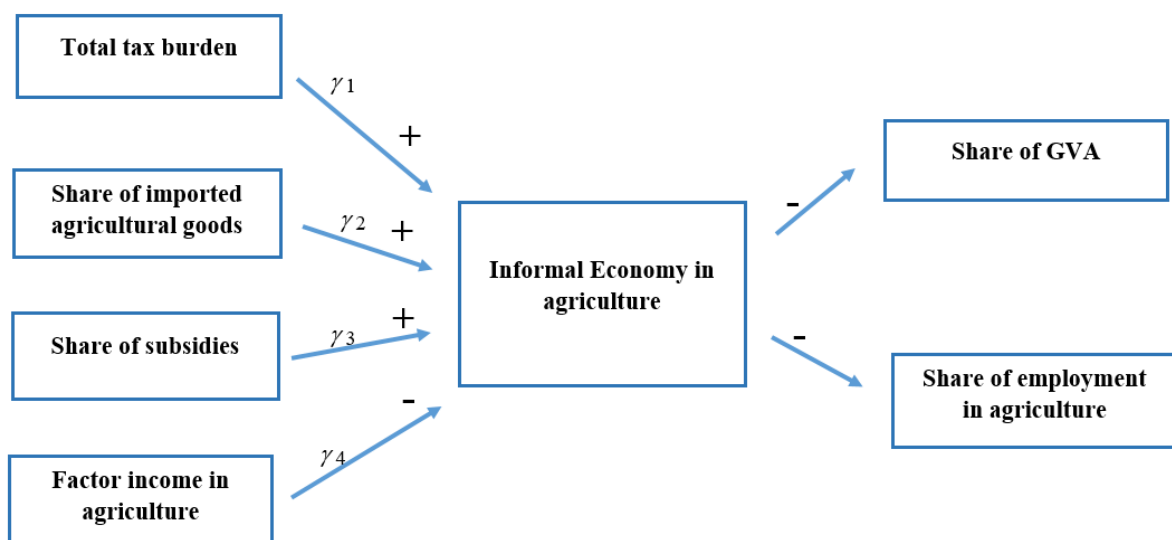 Total tax burden
γ1
+
Share of imported
agricultural goods
γ2
+
Share of subsidies
γ3
+
Factor income in
agriculture
γ4
-
Informal Economy in
agriculture
-
Share of GVA
-
Share of employment
in agriculture